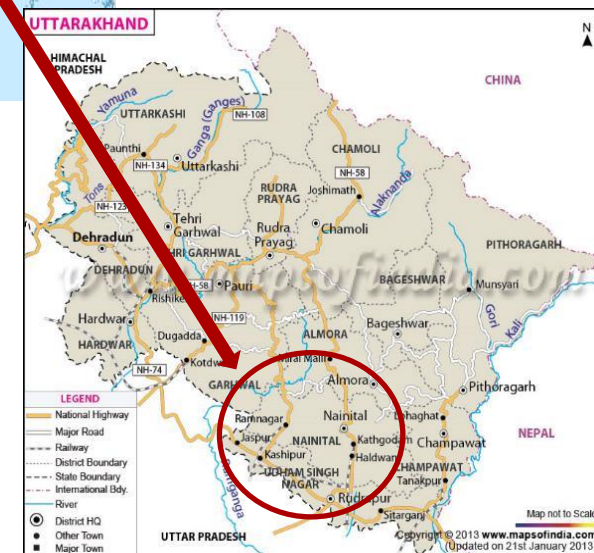 UTTARAKHAND
N
HIMACHAL
PRADESH
CHINA
Yamuna
UTTARKASHI
Ganga (Ganges)
NH-108
Paunthi
NH-134
Uttarkashi
CHAMOLI
NH-58
Tons
RUDRA
PRAYAG
Joshimath
Alaknanda
NH-123
Tehri
Garhwal
Rudra
Prayag
Chamoli
Dehradun
PITHORAGARH
DEHRADUN
NH-58
Pauri
BAGESHWAR
Munsyari
Gori
Kali
Hardwar
NH-119
ALMORA
Bageshwar
HARDWAR
Dugadda
NH-74
GARHWAL
Almora
Pithoragarh
LEGEND
National Highway
Major Road
Railway
District Boundary
State Boundary
International Bdy.
River
District HQ
Other Town
Major Town
Ramnagar
Nainital
Jaspur
NAINITAL
Kathgodam
Champawat
NEPAL
Kashipur
Haldwani
CHAMPAWAT
UDHAM SINGH
NAGAR
Tanakpur
Rudrapur
Sitarganj
UTTAR PRADESH
Map not to Scale
Copyright © 2013 www.mapsofindia.com
(Updated on 21st January 2013)